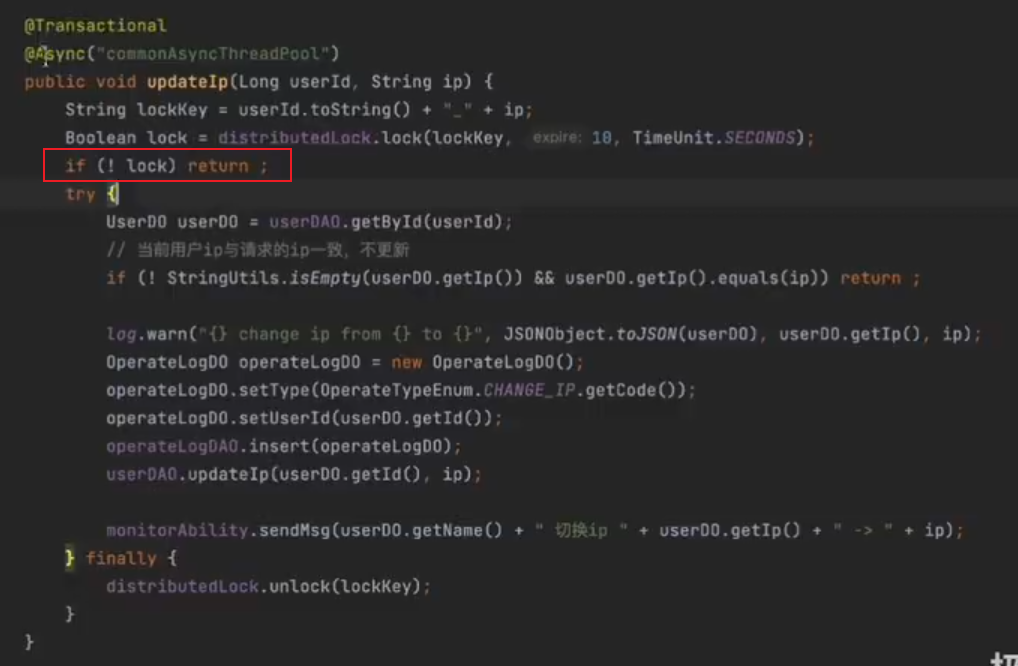 @Transactional
@Async("commonAsyncThreadPool")
public void updateIp(Long userId, String ip) {
String lockKey = userId.toString() + "_" + ip;
Boolean lock = distributedLock.lock(lockKey, expire: 10, TimeUnit.SECONDS);
if (! lock) return ;
try {
UserDO userDO = userDAO.getById(userId);
// 当前用户ip与请求的ip一致，不更新
if (! StringUtils.isEmpty(userDO.getIp()) && userDO.getIp().equals(ip)) return ;
log.warn("{} change ip from {} to {}", JSONObject.toJSON(userDO), userDO.getIp(), ip);
OperateLogDO operateLogDO = new OperateLogDO();
operateLogDO.setType(OperateTypeEnum.CHANGE_IP.getCode());
operateLogDO.setUserId(userDO.getId());
operateLogDAO.insert(operateLogDO);
userDAO.updateIp(userDO.getId(), ip);
monitorAbility.sendMsg(userDO.getName() + " 切换ip " + userDO.getIp() + " -> " + ip);
} finally {
distributedLock.unlock(lockKey);
}
}